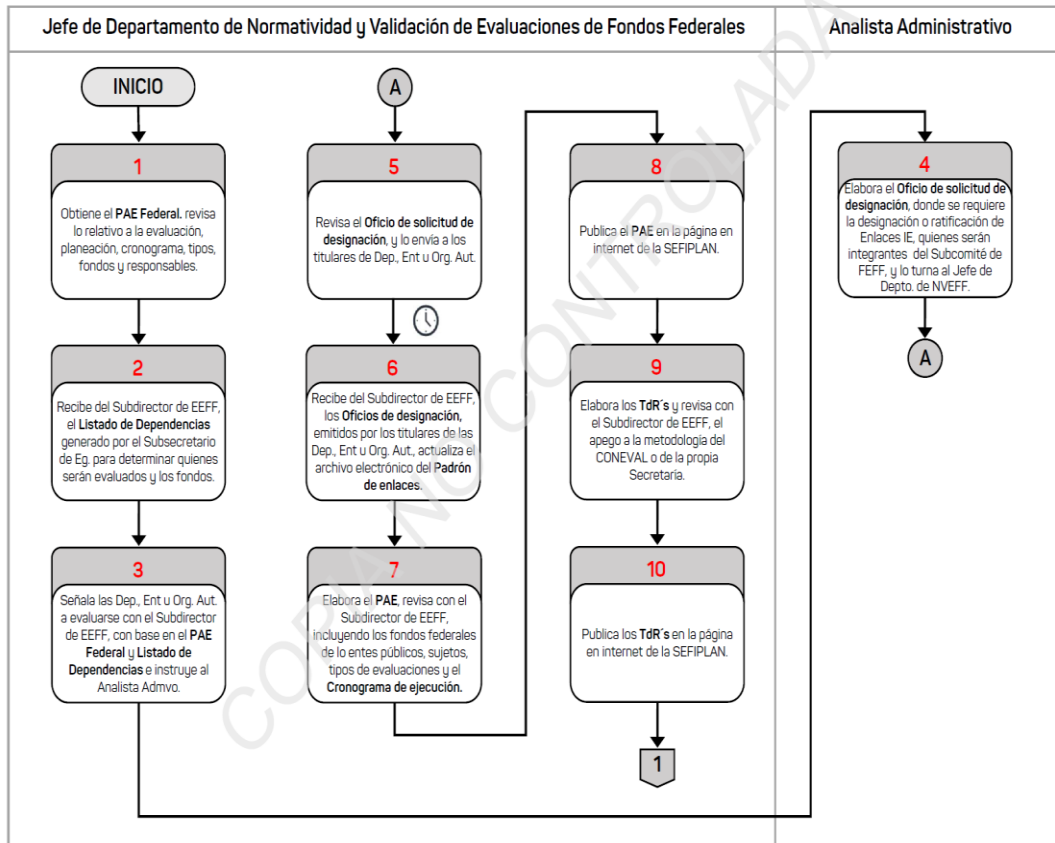 Jefe de Departamento de Normatividad y Validación de Evaluaciones de Fondos Federales
Analista Administrativo
INICIO
1
Obtiene el PAE Federal. revisa
lo relativo a la evaluación,
planeación, cronograma, tipos,
fondos y responsables.
2
Recibe del Subdirector de EEFF,
el Listado de Dependencias
generado por el Subsecretario
de Eg. para determinar quienes
serán evaluados y los fondos.
3
Señala las Dep., Ent u Org. Aut.
a evaluarse con el Subdirector
de EEFF, con base en el PAE
Federal y Listado de
Dependencias e instruye al
Analista Admvo.
A
5
Revisa el Oficio de solicitud de
designación, y lo envía a los
titulares de Dep., Ent u Org. Aut.
6
Recibe del Subdirector de EEFF,
los Oficios de designación,
emitidos por los titulares de las
Dep., Ent u Org. Aut., actualiza el
archivo electrónico del Padrón
de enlaces.
7
Elabora el PAE, revisa con el
Subdirector de EEFF,
incluyendo los fondos federales
de lo entes públicos, sujetos,
tipos de evaluaciones y el
Cronograma de ejecución.
8
Publica el PAE en la página en
internet de la SEFIPLAN.
9
Elabora los TdR´s y revisa con
el Subdirector de EEFF, el
apego a la metodología del
CONEVAL o de la propia
Secretaría.
10
Publica los TdR´s en la página
en internet de la SEFIPLAN.
1
4
Elabora el Oficio de solicitud de
designación, donde se requiere
la designación o ratificación de
Enlaces IE, quienes serán
integrantes del Subcomité de
FEFF, y lo turna al Jefe de
Depto. de NVEFF.
A
COPIA NO CONTROLADA